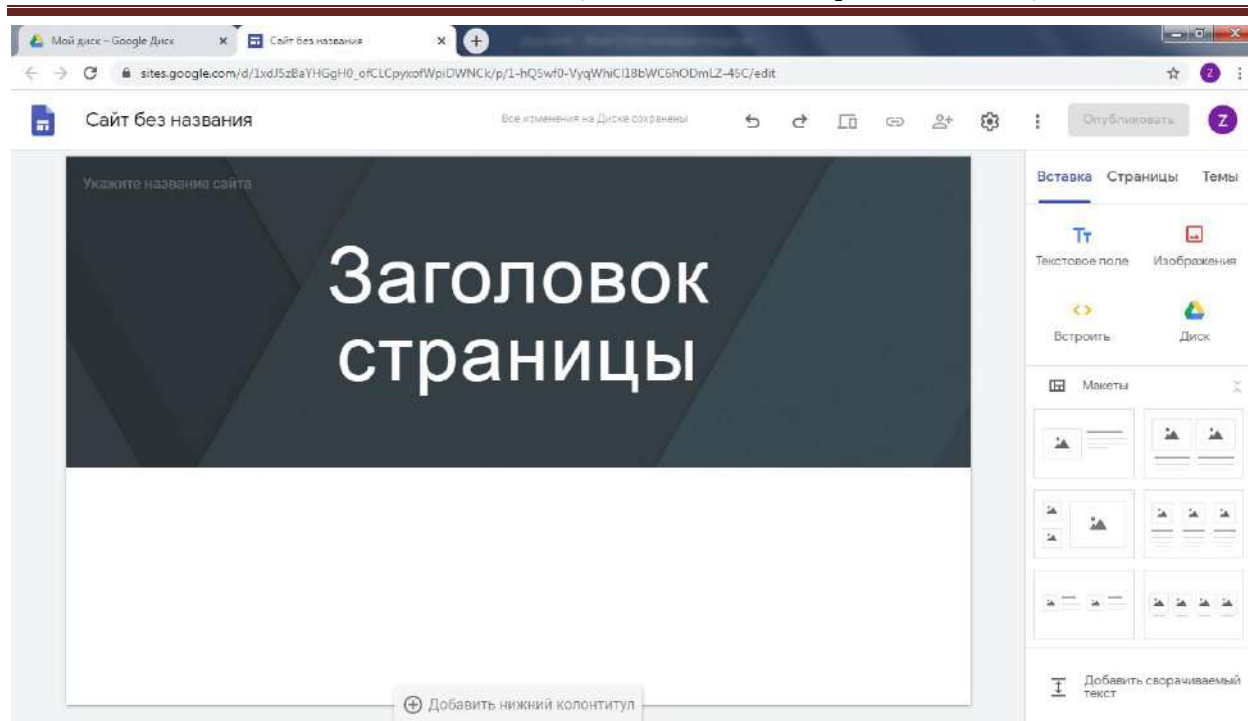 Мой диск – Google Диск
Сайт без названия
sites.google.com/d/1xdJ5zBaYHGgH0_ofCLCpyxofWpiDWNCk/p/1-hQ5wf0-VyqWhiCl18bWC6hODmLZ-45C/edit
Z
Сайт без названия
Все изменения на Диске сохранены
Опубликовать
Z
Укажите название сайта
Заголовок
страницы
Вставка Страницы Темы
Текстовое поле Изображения
Встроить Диск
Макеты
Добавить сворачиваемый
текст
Добавить нижний колонтитул